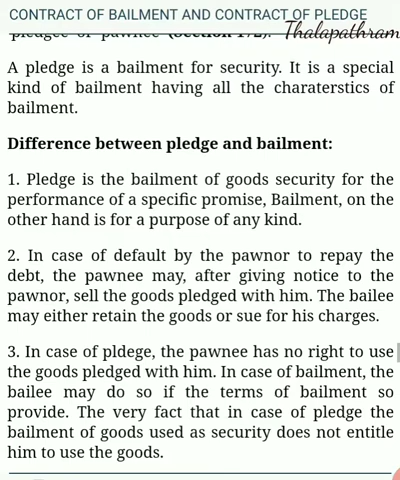 CONTRACT OF BAILMENT AND CONTRACT OF PLEDGE
Thalapathram
pledgee or pawnee (Section 172).
A pledge is a bailment for security. It is a special
kind of bailment having all the charaterstics of
bailment.
Difference between pledge and bailment:
1. Pledge is the bailment of goods security for the
performance of a specific promise, Bailment, on the
other hand is for a purpose of any kind.
2. In case of default by the pawnor to repay the
debt, the pawnee may, after giving notice to the
pawnor, sell the goods pledged with him. The bailee
may either retain the goods or sue for his charges.
3. In case of pldege, the pawnee has no right to use
the goods pledged with him. In case of bailment, the
bailee may do so if the terms of bailment so
provide. The very fact that in case of pledge the
bailment of goods used as security does not entitle
him to use the goods.